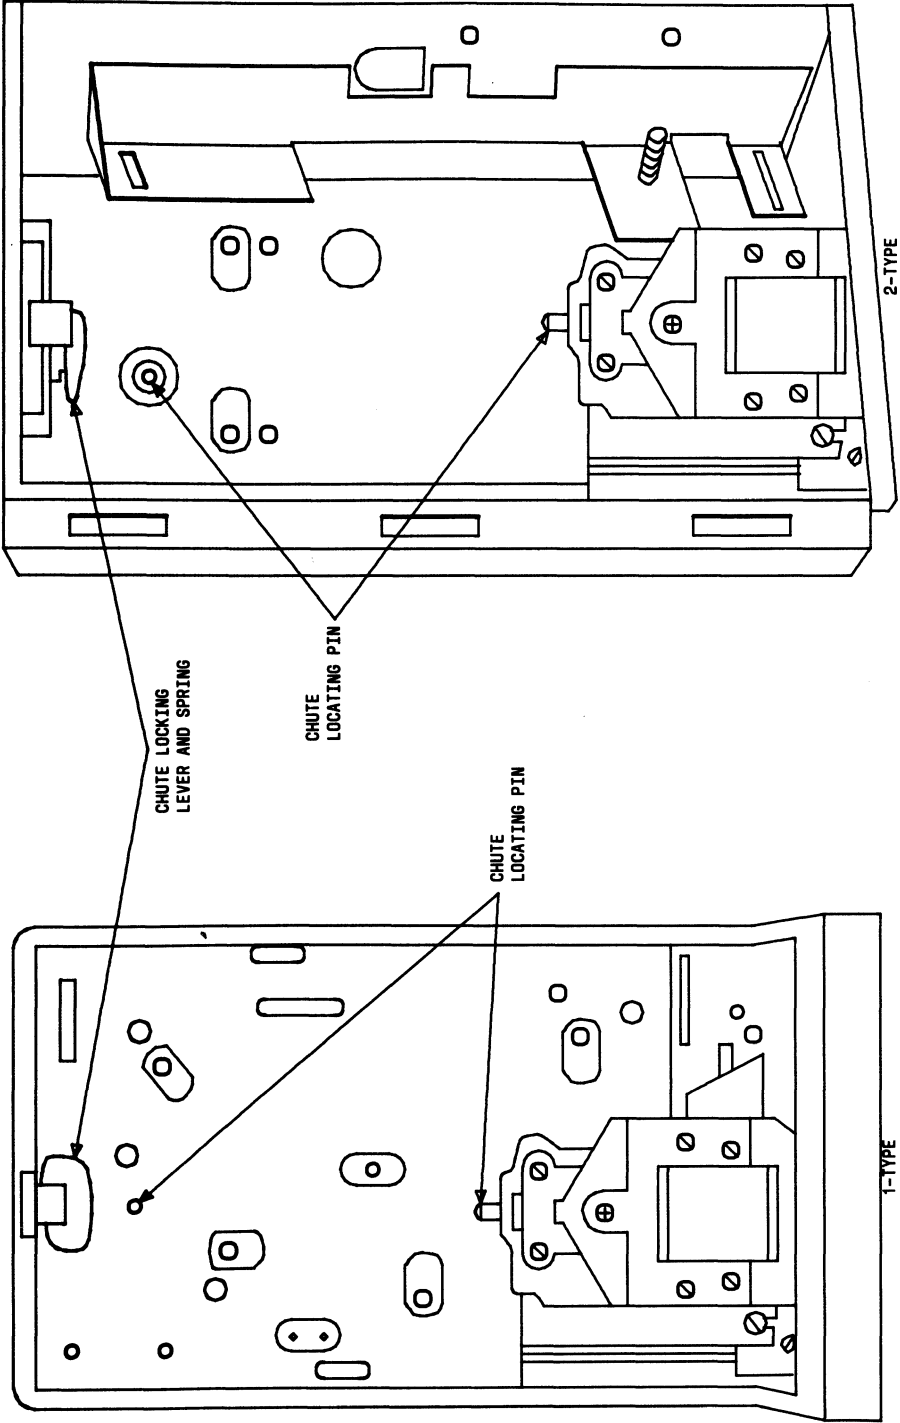 CHUTE LOCKING
LEVER AND SPRING
CHUTE
LOCATING PIN
CHUTE
LOCATING PIN
1-TYPE
2-TYPE